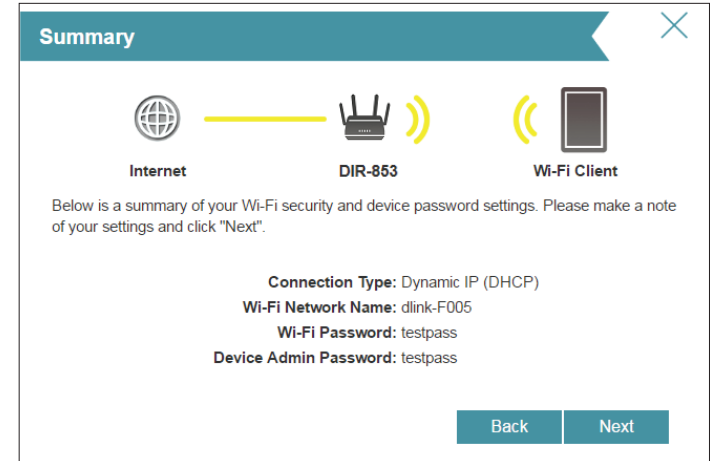 Summary
Internet
DIR-853
Wi-Fi Client
Below is a summary of your Wi-Fi security and device password settings. Please make a note
of your settings and click "Next".
Connection Type: Dynamic IP (DHCP)
Wi-Fi Network Name: dlink-F005
Wi-Fi Password: testpass
Device Admin Password: testpass
Back
Next